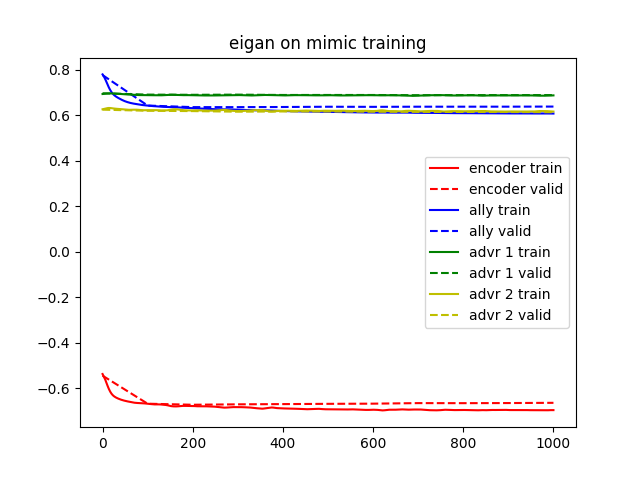 eigan on mimic training
0.8
0.6
0.4
0.2
0.0
−0.2
−0.4
−0.6
0
200
400
600
800
1000
encoder train
encoder valid
ally train
ally valid
advr 1 train
advr 1 valid
advr 2 train
advr 2 valid